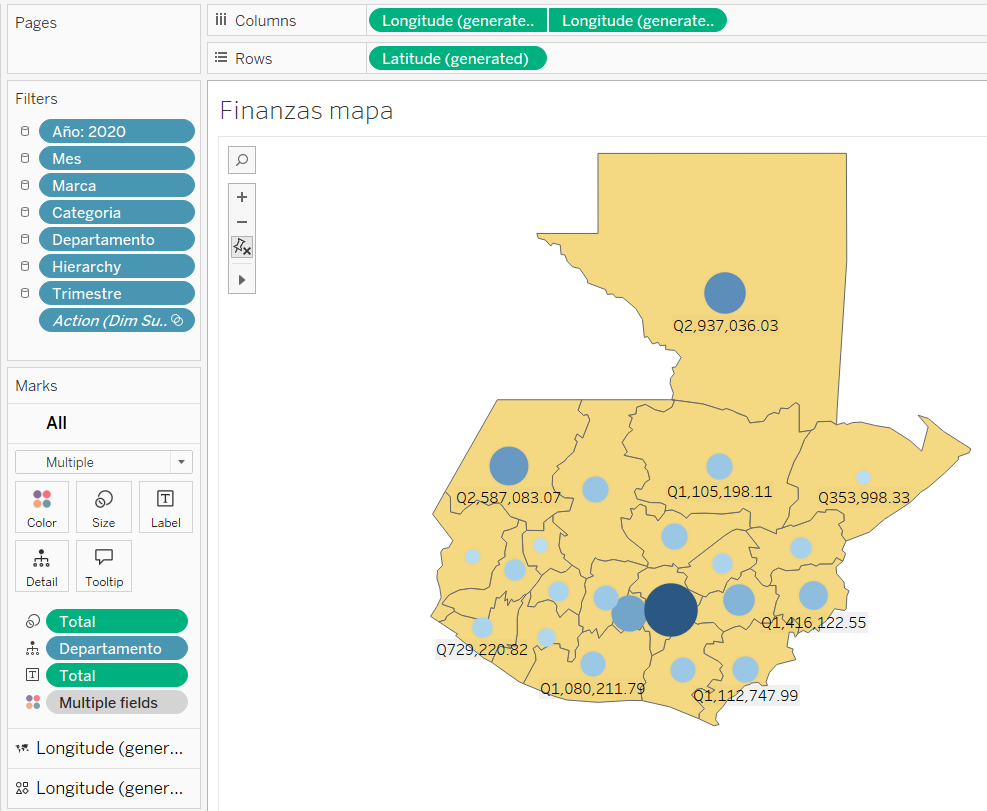 Pages
Columns
Longitude (generate..
Longitude (generate..
Rows
Latitude (generated)
Filters
Año: 2020
Mes
Marca
Categoria
Departamento
Hierarchy
Trimestre
Action (Dim Su..
Marks
All
Multiple
Color
Size
Label
Detail
Tooltip
Total
Departamento
Total
Multiple fields
Longitude (gener...
Longitude (gener...
Finanzas mapa
Q2,937,036.03
Q2,587,083.07
Q1,105,198.11
Q353,998.33
Q1,416,122.55
Q729,220.82
Q1,080,211.79
Q1,112,747.99